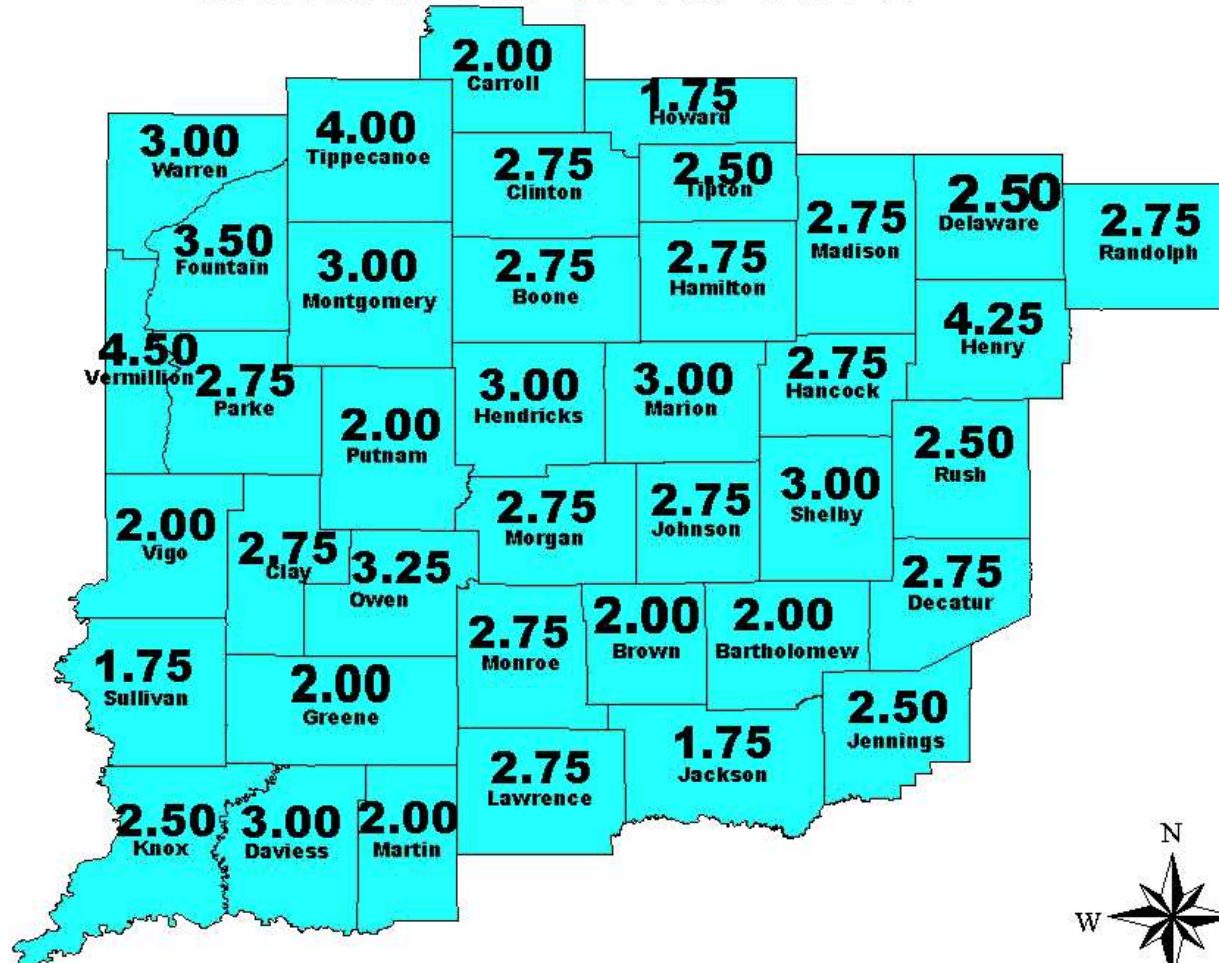 2.00
Carroll
1.75
Howard
3.00
Warren
4.00
Tippecanoe
2.75
Clinton
2.50
Tipton
2.75
Madison
2.50
Delaware
2.75
Randolph
3.50
Fountain
3.00
Montgomery
2.75
Boone
2.75
Hamilton
4.25
Henry
4.50
Vermillion
2.75
Parke
2.00
Putnam
3.00
Hendricks
3.00
Marion
2.75
Hancock
2.50
Rush
2.00
Vigo
2.75
Clay
3.25
Owen
2.75
Morgan
2.75
Johnson
3.00
Shelby
2.75
Decatur
1.75
Sullivan
2.00
Greene
2.75
Monroe
2.00
Brown
2.00
Bartholomew
2.50
Jennings
2.50
Knox
3.00
Daviess
2.00
Martin
2.75
Lawrence
1.75
Jackson
N
W